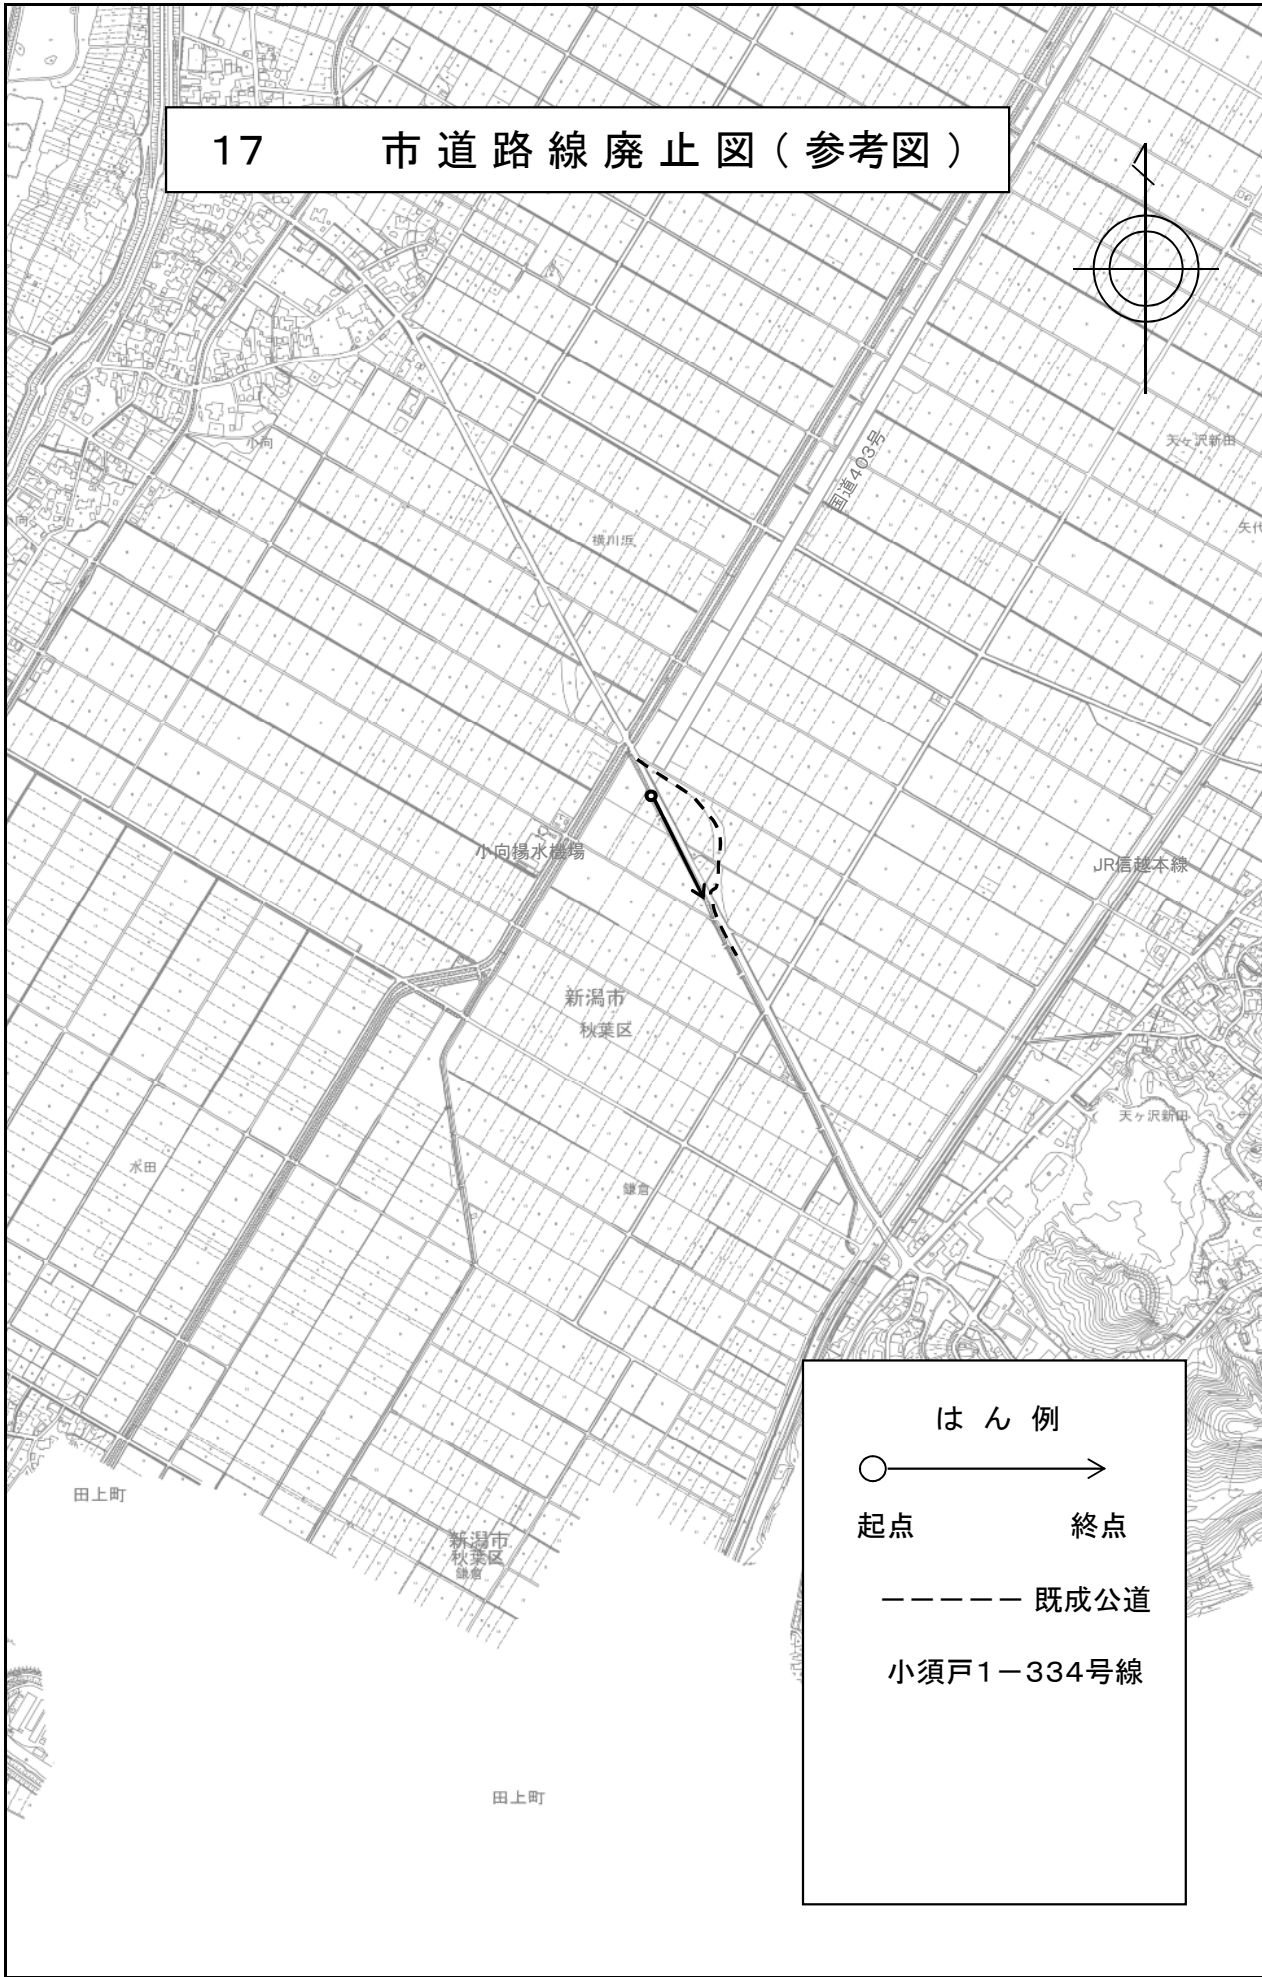 17 市道路線廃止図（参考図）
小向
国道403号
天ヶ沢新田
小向
横川浜
矢代
小向揚水機場
JR信越本線
新潟市
秋葉区
天ヶ沢新田
水田
鎌倉
田上町
新潟市
秋葉区
鎌倉
田上町
はん例
起点 終点
－－－－－ 既成公道
小須戸1－334号線